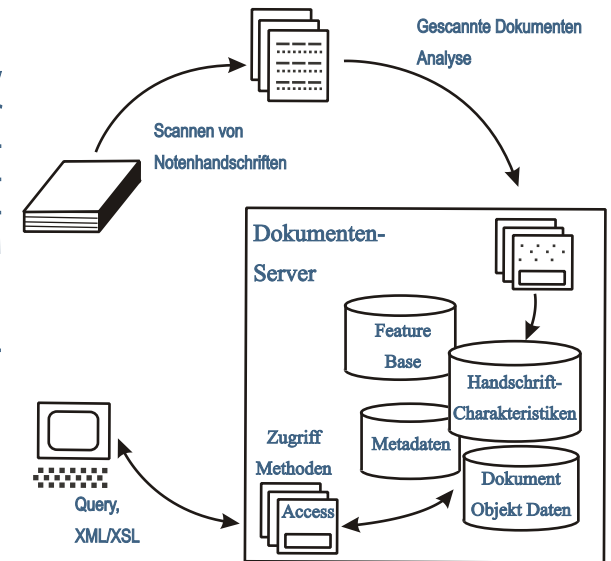 Gescannte Dokumenten
Analyse
Scannen von
Notenhandschriften
Dokumenten-
Server
Feature
Base
Handschrift-
Charakteristiken
Metadaten
Zugriff
Methoden
Dokument
Objekt Daten
Access
Query,
XML/XSL